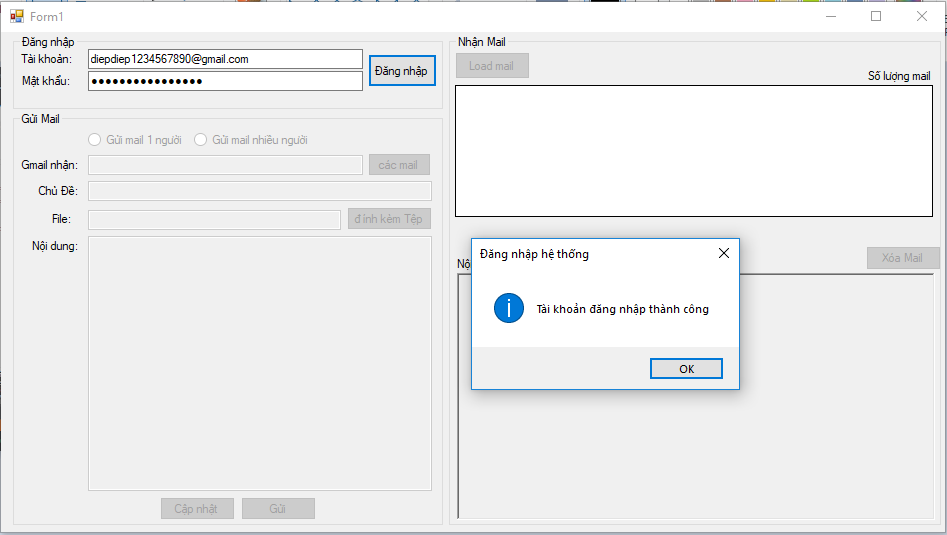 Form1
Đăng nhập
Tài khoản: diepdiep1234567890@gmail.com
Mật khẩu: ●●●●●●●●●●●●●●●●
Đăng nhập
Gửi Mail
Gửi mail 1 người Gửi mail nhiều người
Gmail nhận: các mail
Chủ Đề:
File: đính kèm Tệp
Nội dung:
Cập nhật Gửi
Nhận Mail
Load mail
Số lượng mail
Xóa Mail
Đăng nhập hệ thống
Tài khoản đăng nhập thành công
OK